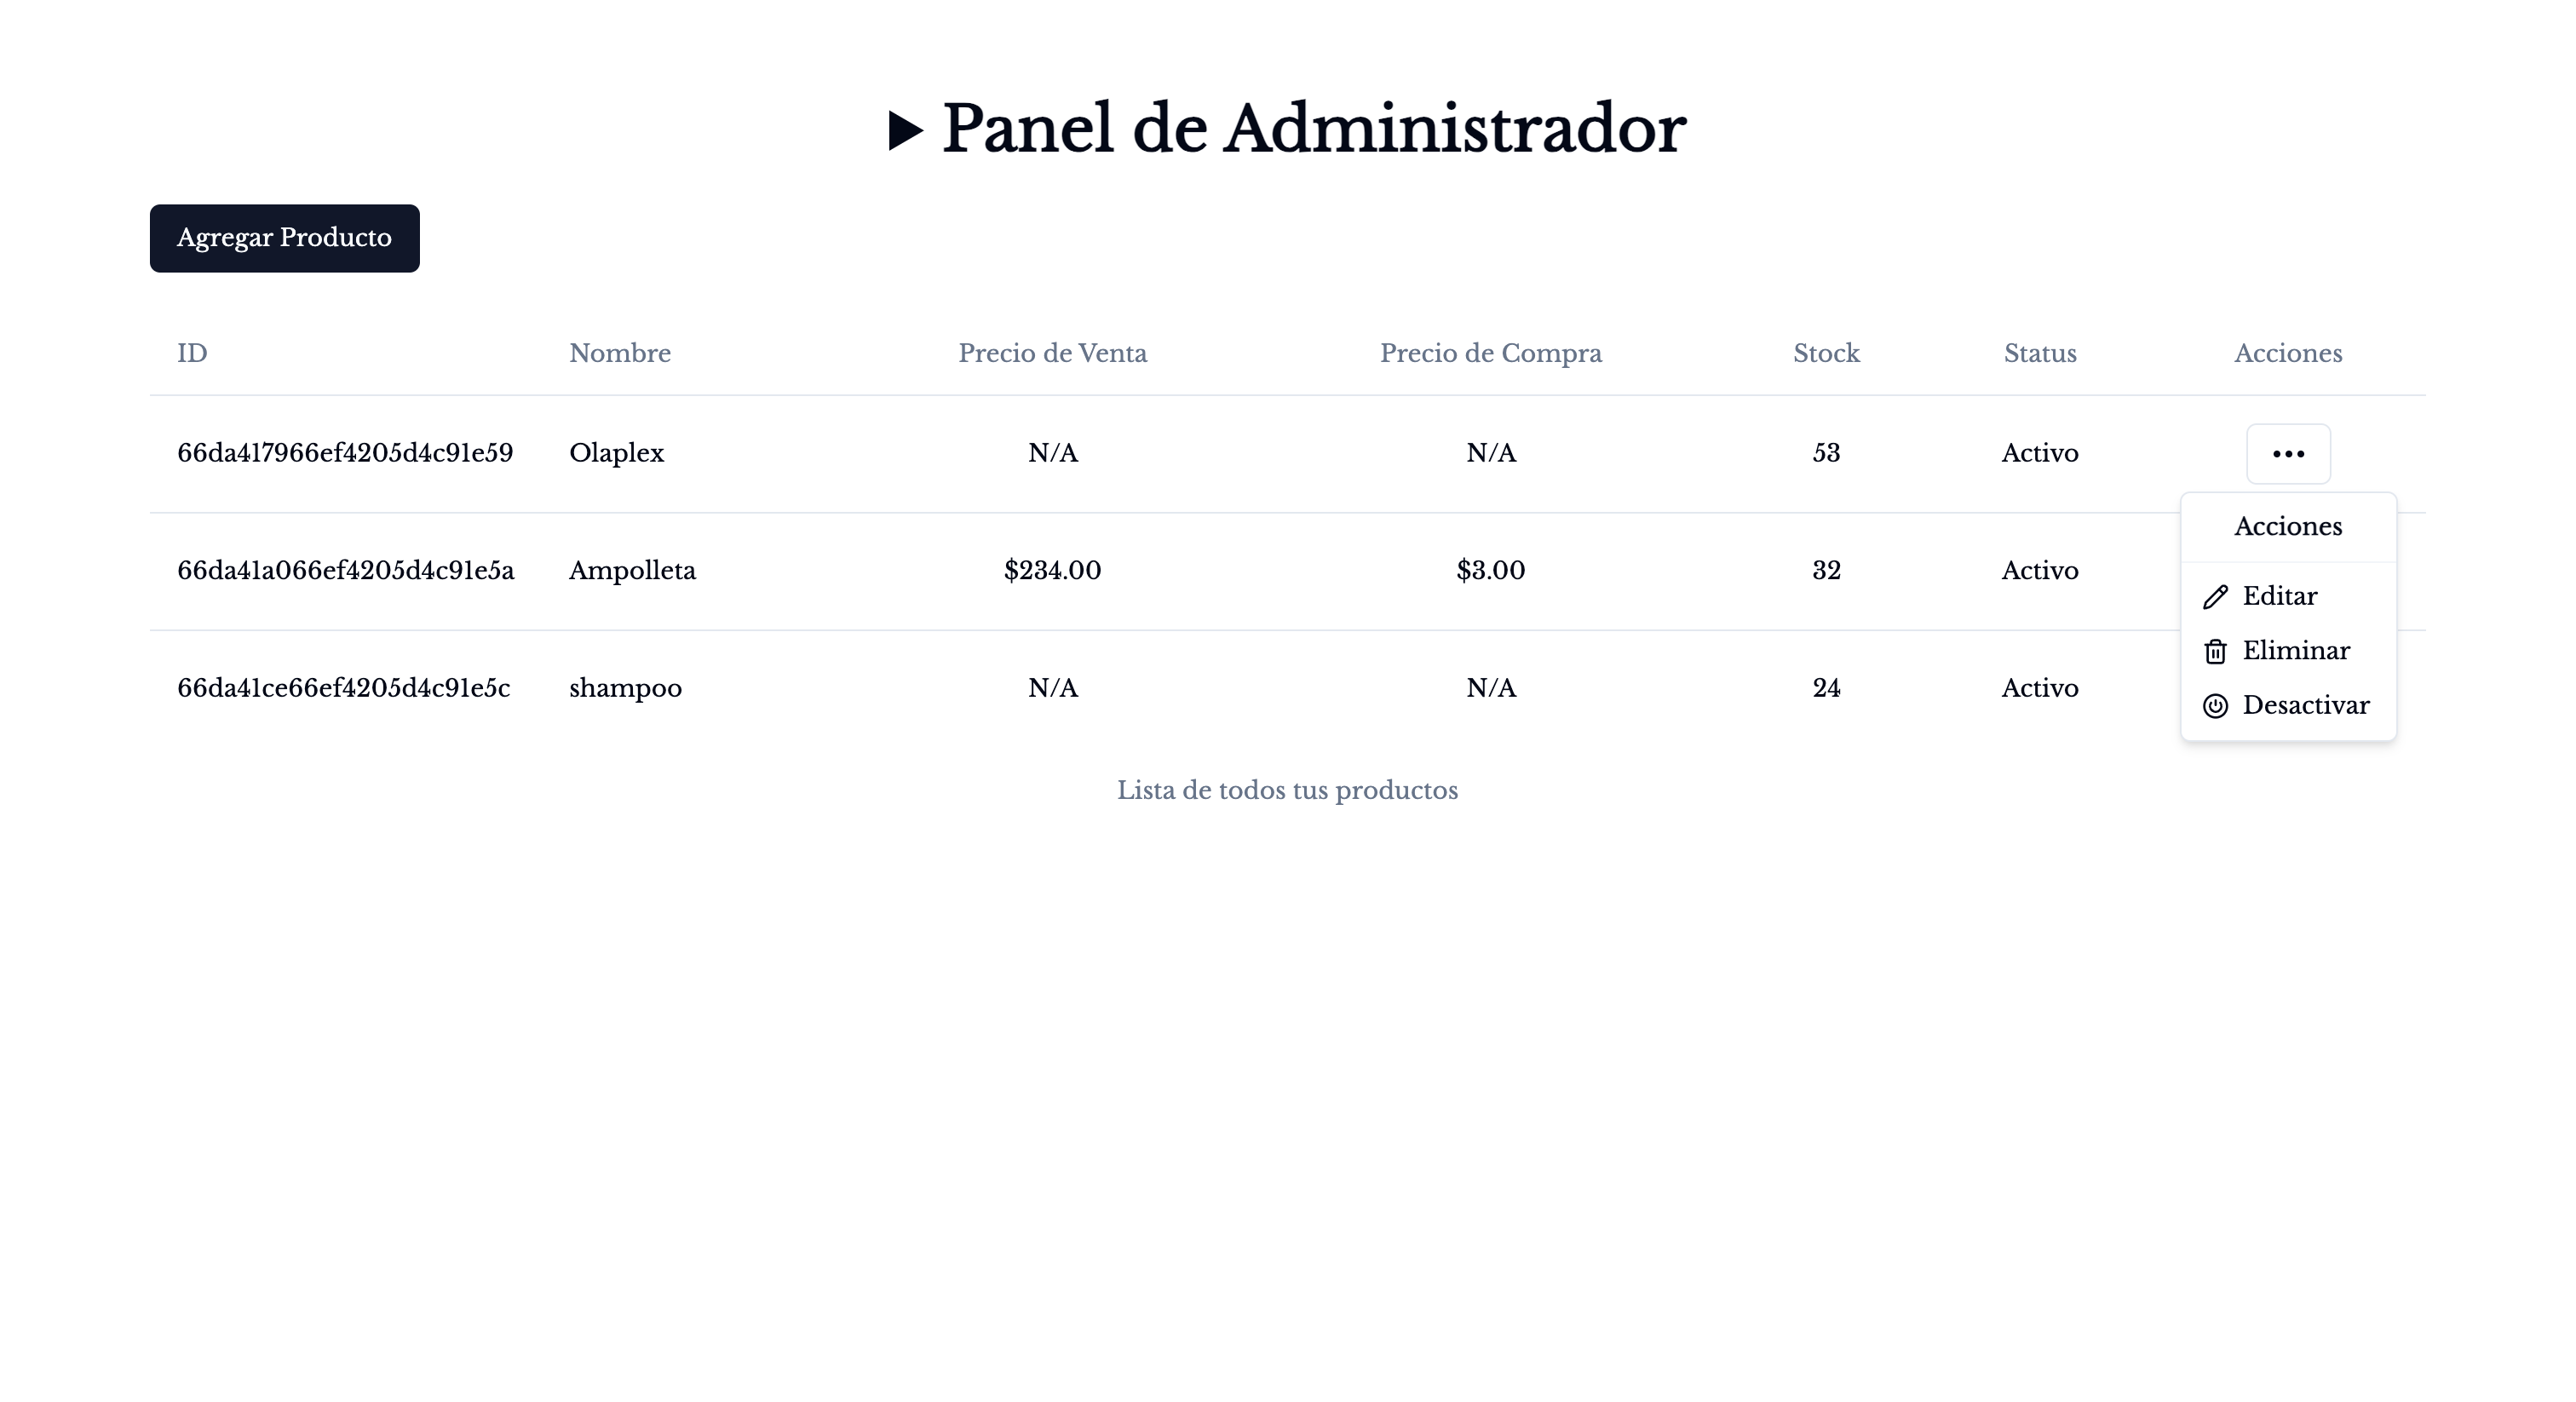 ▶ Panel de Administrador
Agregar Producto
ID Nombre Precio de Venta Precio de Compra Stock Status Acciones
66da417966ef4205d4c91e59 Olaplex N/A N/A 53 Activo
66da41a066ef4205d4c91e5a Ampolleta $234.00 $3.00 32 Activo
66da41ce66ef4205d4c91e5c shampoo N/A N/A 24 Activo
Acciones
Editar
Eliminar
Desactivar
Lista de todos tus productos